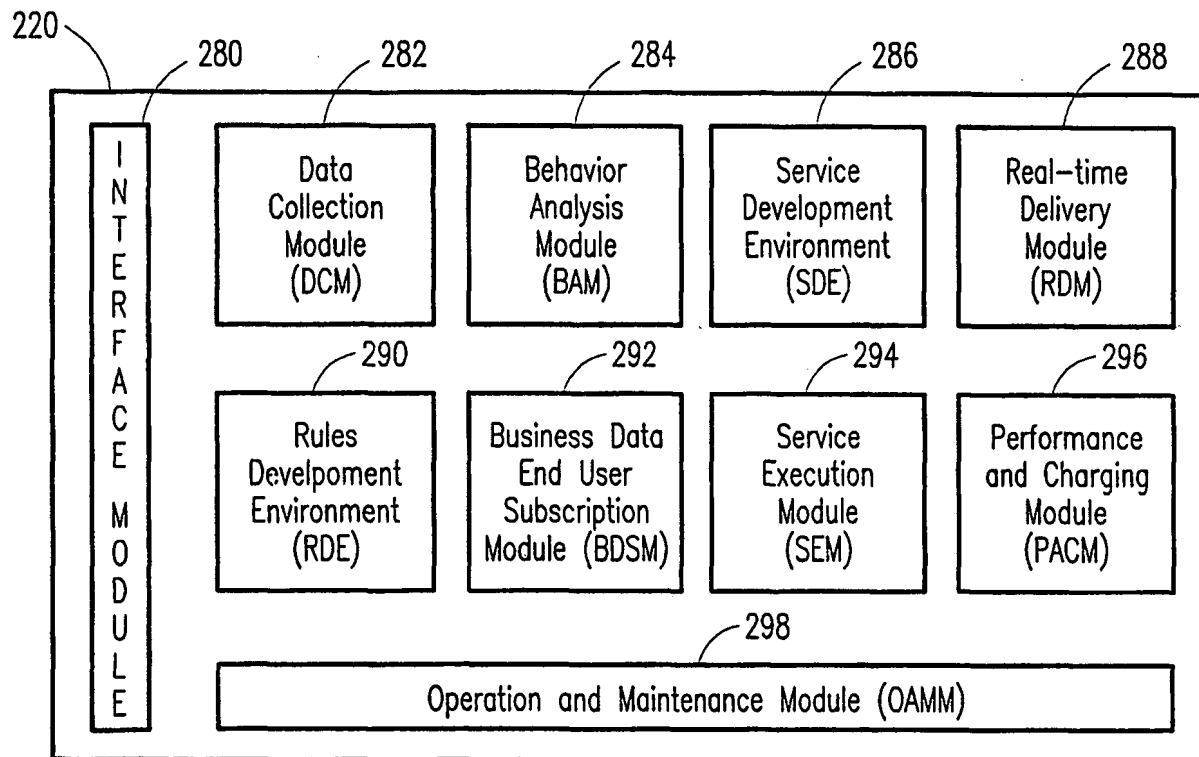 220
280
282
284
286
288
INTERFACE MODULE
Data
Collection
Module
(DCM)
Behavior
Analysis
Module
(BAM)
Service
Development
Environment
(SDE)
Real-time
Delivery
Module
(RDM)
290
292
294
296
Rules
Develpoment
Environment
(RDE)
Business Data
End User
Subscription
Module (BDSM)
Service
Execution
Module
(SEM)
Performance
and Charging
Module
(PACM)
298
Operation and Maintenance Module (OAMM)